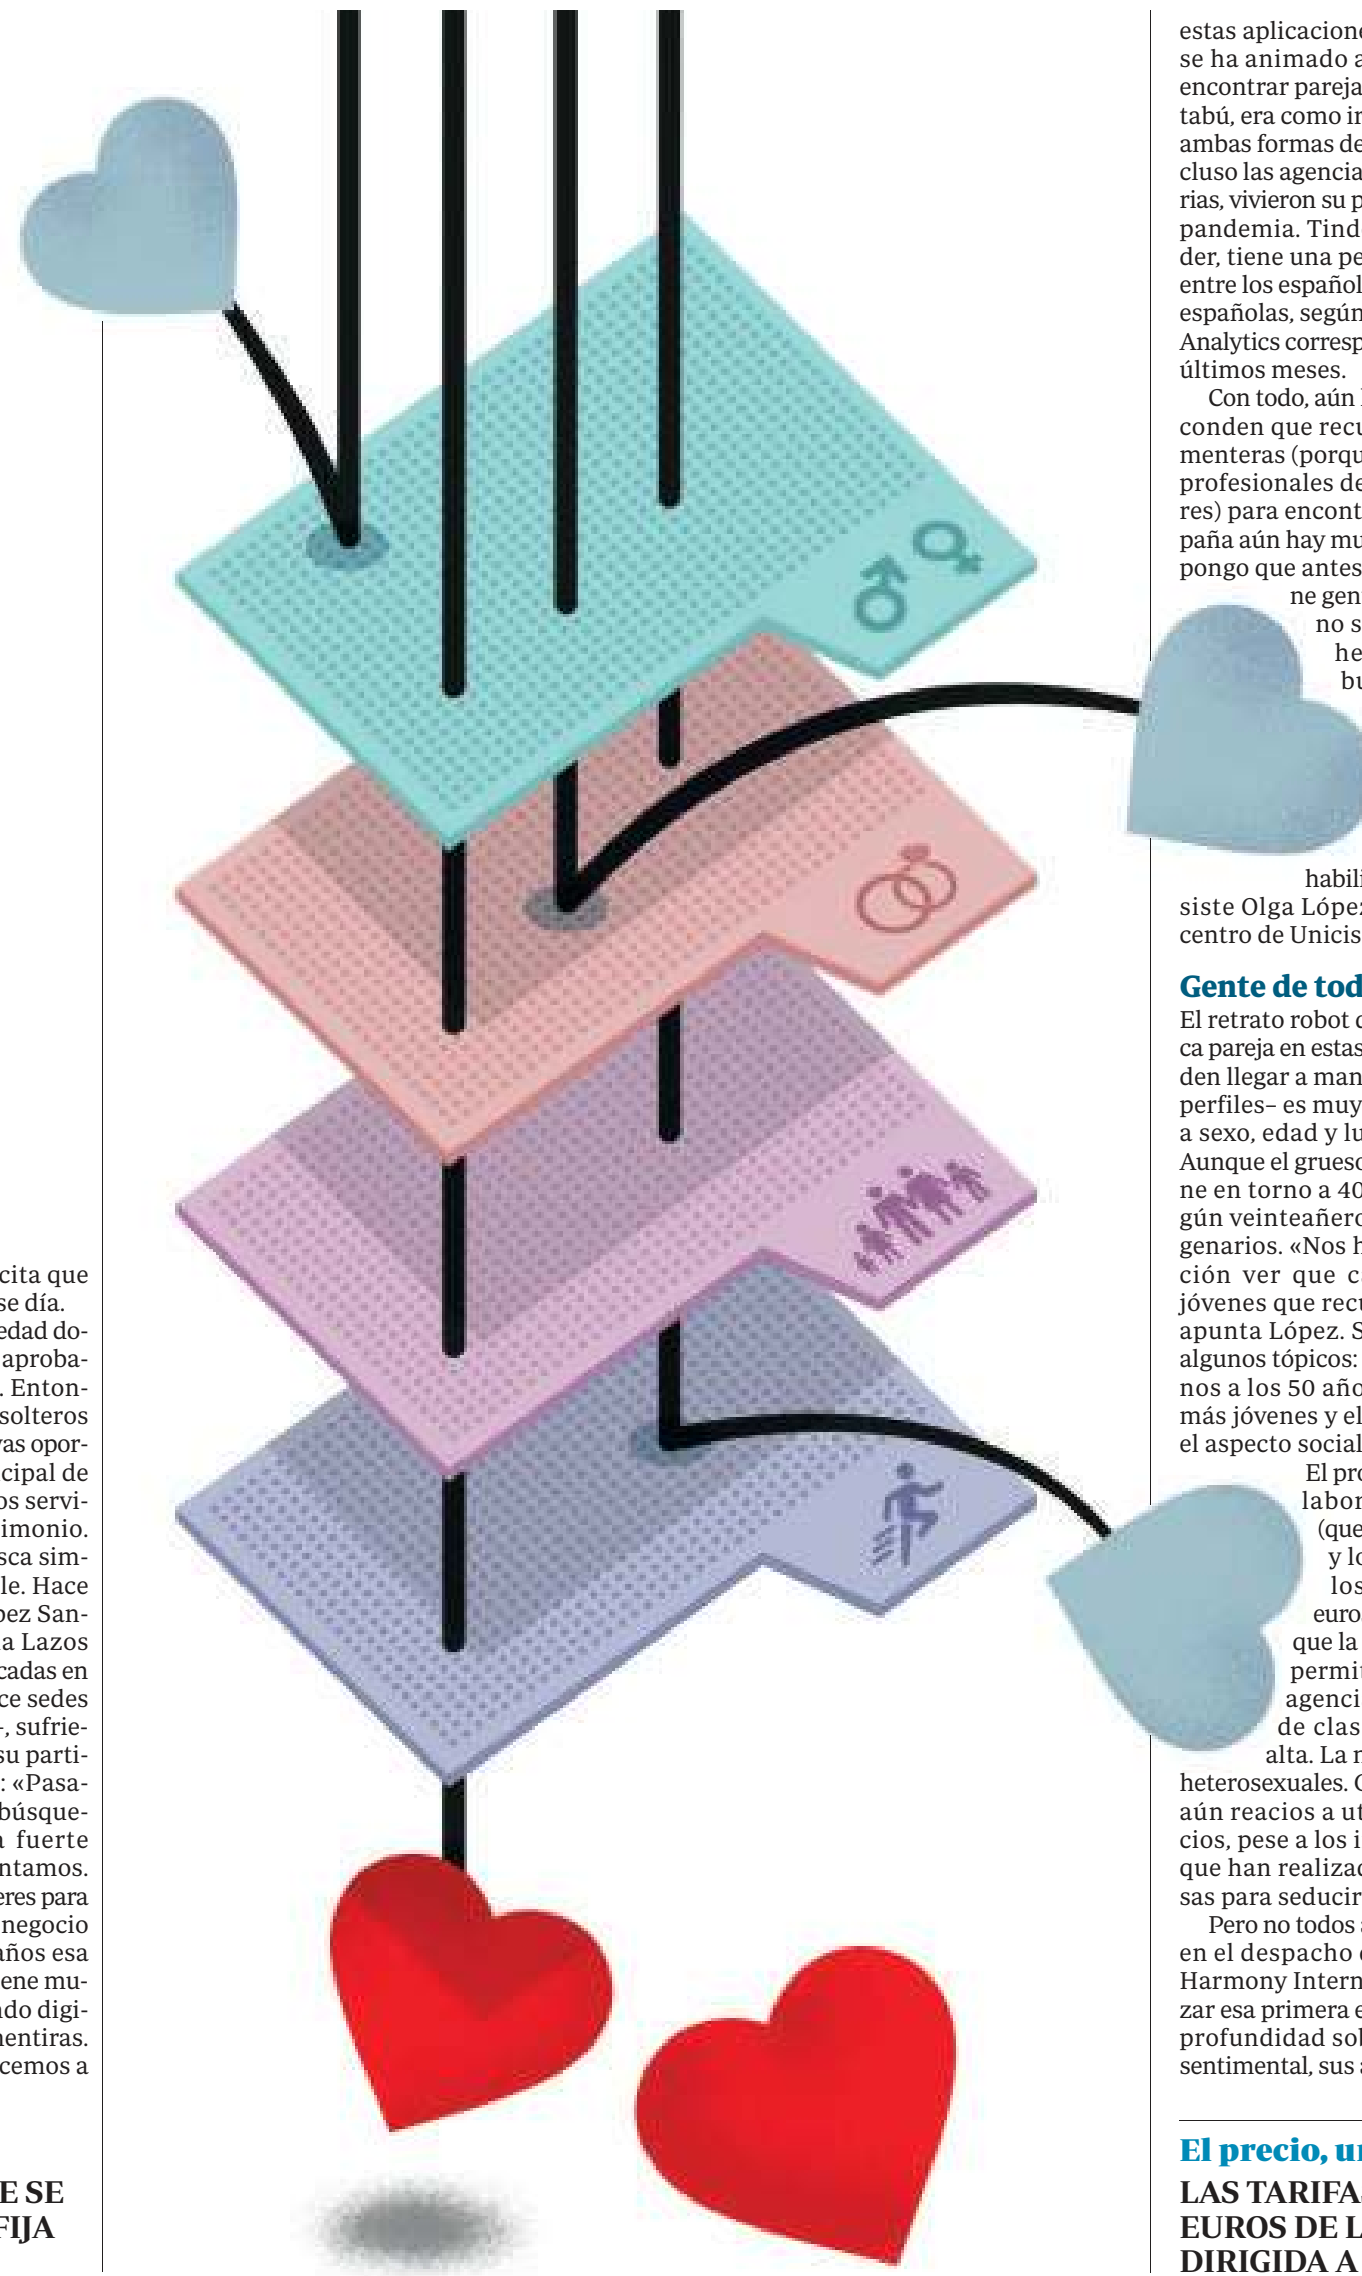 cita que
se día.
edad do-
aproba-
. Enton-
solteros
vas opor-
cipal de
os servi-
imonio.
sca sim-
le. Hace
pez San-
a Lazos
cadas en
ce sedes
–, sufrie-
su parti-
: «Pasa-
búsque-
a fuerte
ntamos.
eres para
negocio
años esa
ene mu-
ndo digi-
nentiras.
cemos a
E SE
FIJA
estas aplicacione
se ha animado a
encontrar pareja
tabú, era como ir
ambas formas de
cluso las agencia
rias, vivieron su p
pandemia. Tind
der, tiene una pe
entre los español
españolas, según
Analytics corresp
últimos meses.
Con todo, aún h
conden que recu
menteras (porqu
profesionales de
res) para encont
paña aún hay mu
pongo que antes
ne gen
no s
he
bu
habili
siste Olga López
centro de Unicis
Gente de tod
El retrato robot d
ca pareja en estas
den llegar a man
perfiles– es muy
a sexo, edad y lu
Aunque el grueso
ne en torno a 40
gún veinteañero
genarios. «Nos h
ción ver que ca
jóvenes que recu
apunta López. S
algunos tópicos:
nos a los 50 año
más jóvenes y el
el aspecto social
El pro
labor
(que
y lo
los
euros
que la
permit
agenci
de clas
alta. La m
heterosexuales. G
aún reacios a ut
cios, pese a los i
que han realizad
sas para seducir
Pero no todos a
en el despacho d
Harmony Intern
zar esa primera e
profundidad sob
sentimental, sus a
El precio, un
LAS TARIFAS
EUROS DE LA
DIRIGIDA A